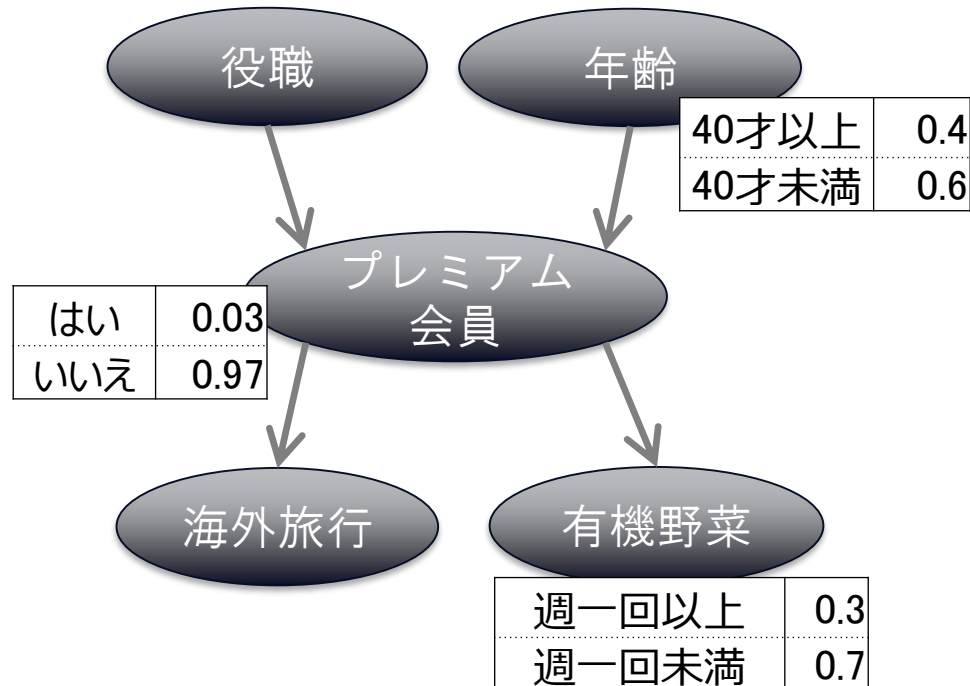 役職
年齢
40才以上 0.4
40才未満 0.6
プレミアム
会員
はい 0.03
いいえ 0.97
海外旅行
有機野菜
週一回以上 0.3
週一回未満 0.7